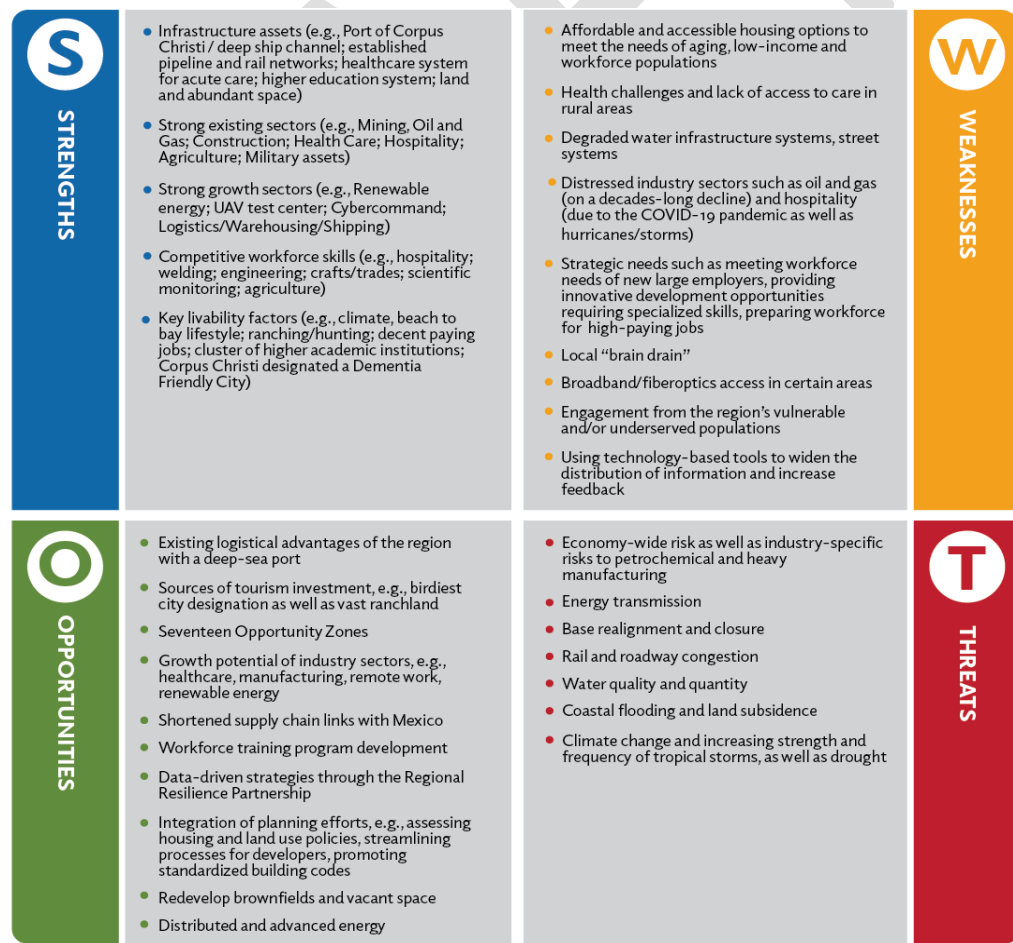 S
STRENGTHS
Infrastructure assets (e.g., Port of Corpus
Christi / deep ship channel; established
pipeline and rail networks; healthcare system
for acute care; higher education system; land
and abundant space)
Strong existing sectors (e.g., Mining, Oil and
Gas; Construction; Health Care; Hospitality;
Agriculture; Military assets)
Strong growth sectors (e.g., Renewable
energy; UAV test center; Cybercommand;
Logistics/Warehousing/Shipping)
Competitive workforce skills (e.g., hospitality;
welding; engineering; crafts/trades; scientific
monitoring; agriculture)
Key livability factors (e.g., climate, beach to
bay lifestyle; ranching/hunting; decent paying
jobs; cluster of higher academic institutions;
Corpus Christi designated a Dementia
Friendly City)
W
WEAKNESSES
Affordable and accessible housing options to
meet the needs of aging, low-income and
workforce populations
Health challenges and lack of access to care in
rural areas
Degraded water infrastructure systems, street
systems
Distressed industry sectors such as oil and gas
(on a decades-long decline) and hospitality
(due to the COVID-19 pandemic as well as
hurricanes/storms)
Strategic needs such as meeting workforce
needs of new large employers, providing
innovative development opportunities
requiring specialized skills, preparing workforce
for high-paying jobs
Local “brain drain”
Broadband/fiberoptics access in certain areas
Engagement from the region’s vulnerable
and/or underserved populations
Using technology-based tools to widen the
distribution of information and increase
feedback
O
OPPORTUNITIES
Existing logistical advantages of the region
with a deep-sea port
Sources of tourism investment, e.g., birdiest
city designation as well as vast ranchland
Seventeen Opportunity Zones
Growth potential of industry sectors, e.g.,
healthcare, manufacturing, remote work,
renewable energy
Shortened supply chain links with Mexico
Workforce training program development
Data-driven strategies through the Regional
Resilience Partnership
Integration of planning efforts, e.g., assessing
housing and land use policies, streamlining
processes for developers, promoting
standardized building codes
Redevelop brownfields and vacant space
Distributed and advanced energy
T
THREATS
Economy-wide risk as well as industry-specific
risks to petrochemical and heavy
manufacturing
Energy transmission
Base realignment and closure
Rail and roadway congestion
Water quality and quantity
Coastal flooding and land subsidence
Climate change and increasing strength and
frequency of tropical storms, as well as drought